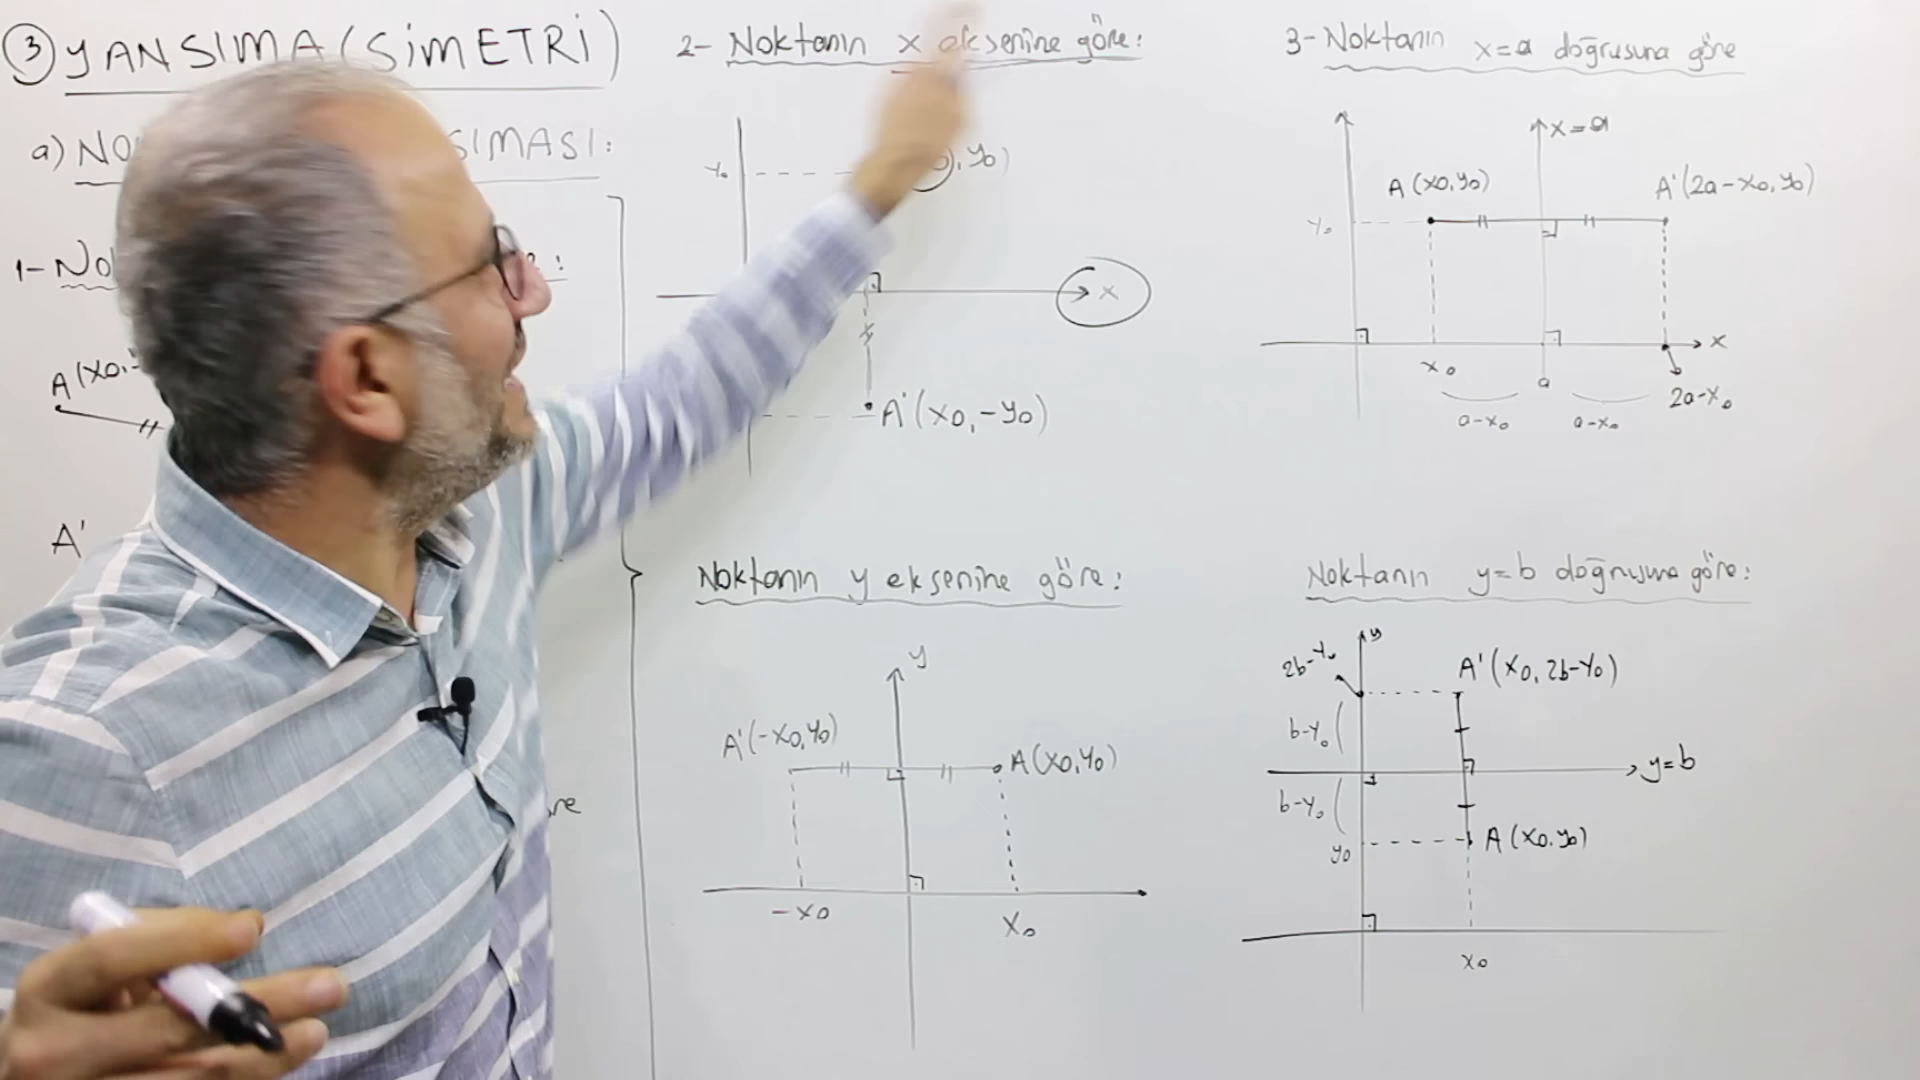 3 YANSIMA (SİMETRİ)
a) NO SIMASI:
1- No :
A(x0,
A'
2- Noktanın x eksenine göre:
y0
, y0)
x
A'(x0, -y0)
Noktanın y eksenine göre:
y
A'(-x0, y0)
A(x0, y0)
-x0
x0
3- Noktanın x=a doğrusuna göre
x=a
A(x0, y0)
A'(2a-x0, y0)
y0
x
x0
a
2a-x0
a-x0
a-x0
Noktanın y=b doğrusuna göre:
y
2b-y0
A'(x0, 2b-y0)
b-y0
y=b
b-y0
y0
A(x0, y0)
x0